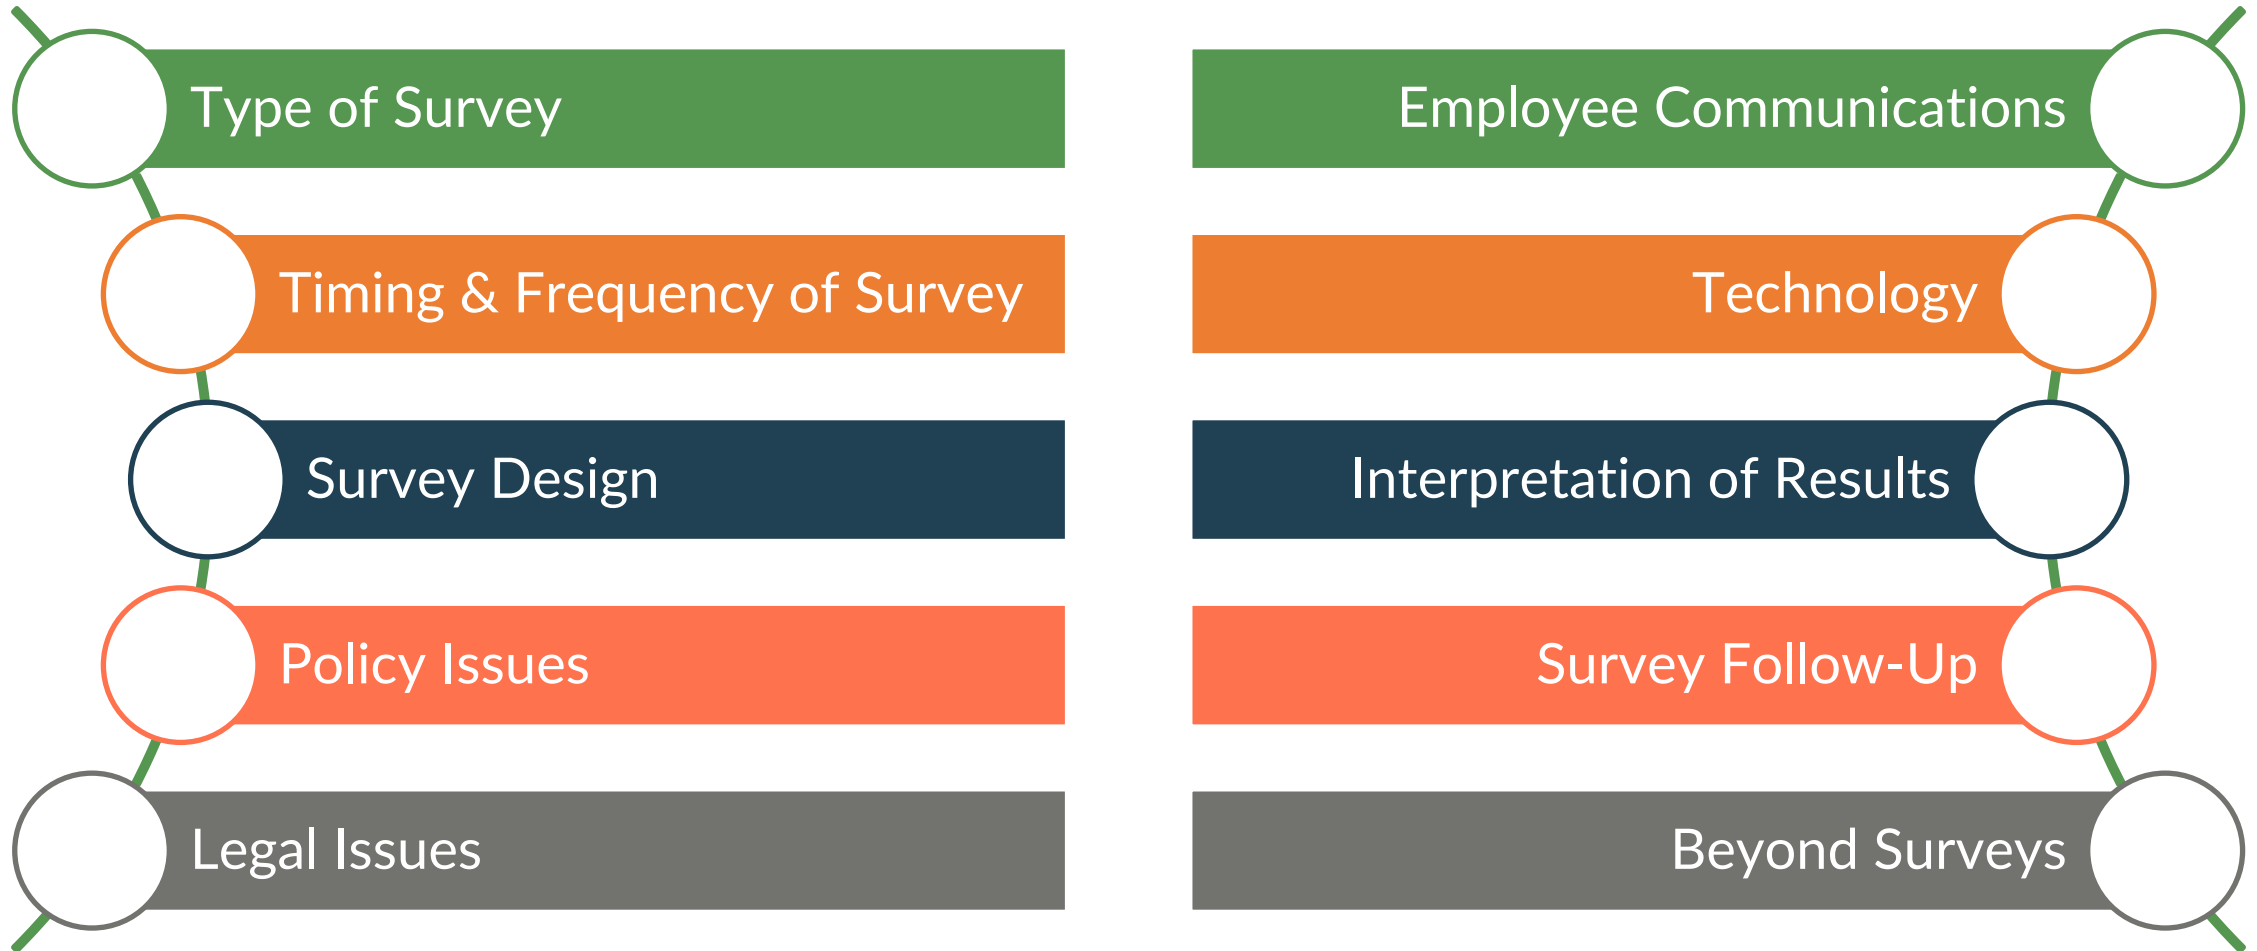 Type of Survey
Timing & Frequency of Survey
Survey Design
Policy Issues
Legal Issues
Employee Communications
Technology
Interpretation of Results
Survey Follow-Up
Beyond Surveys